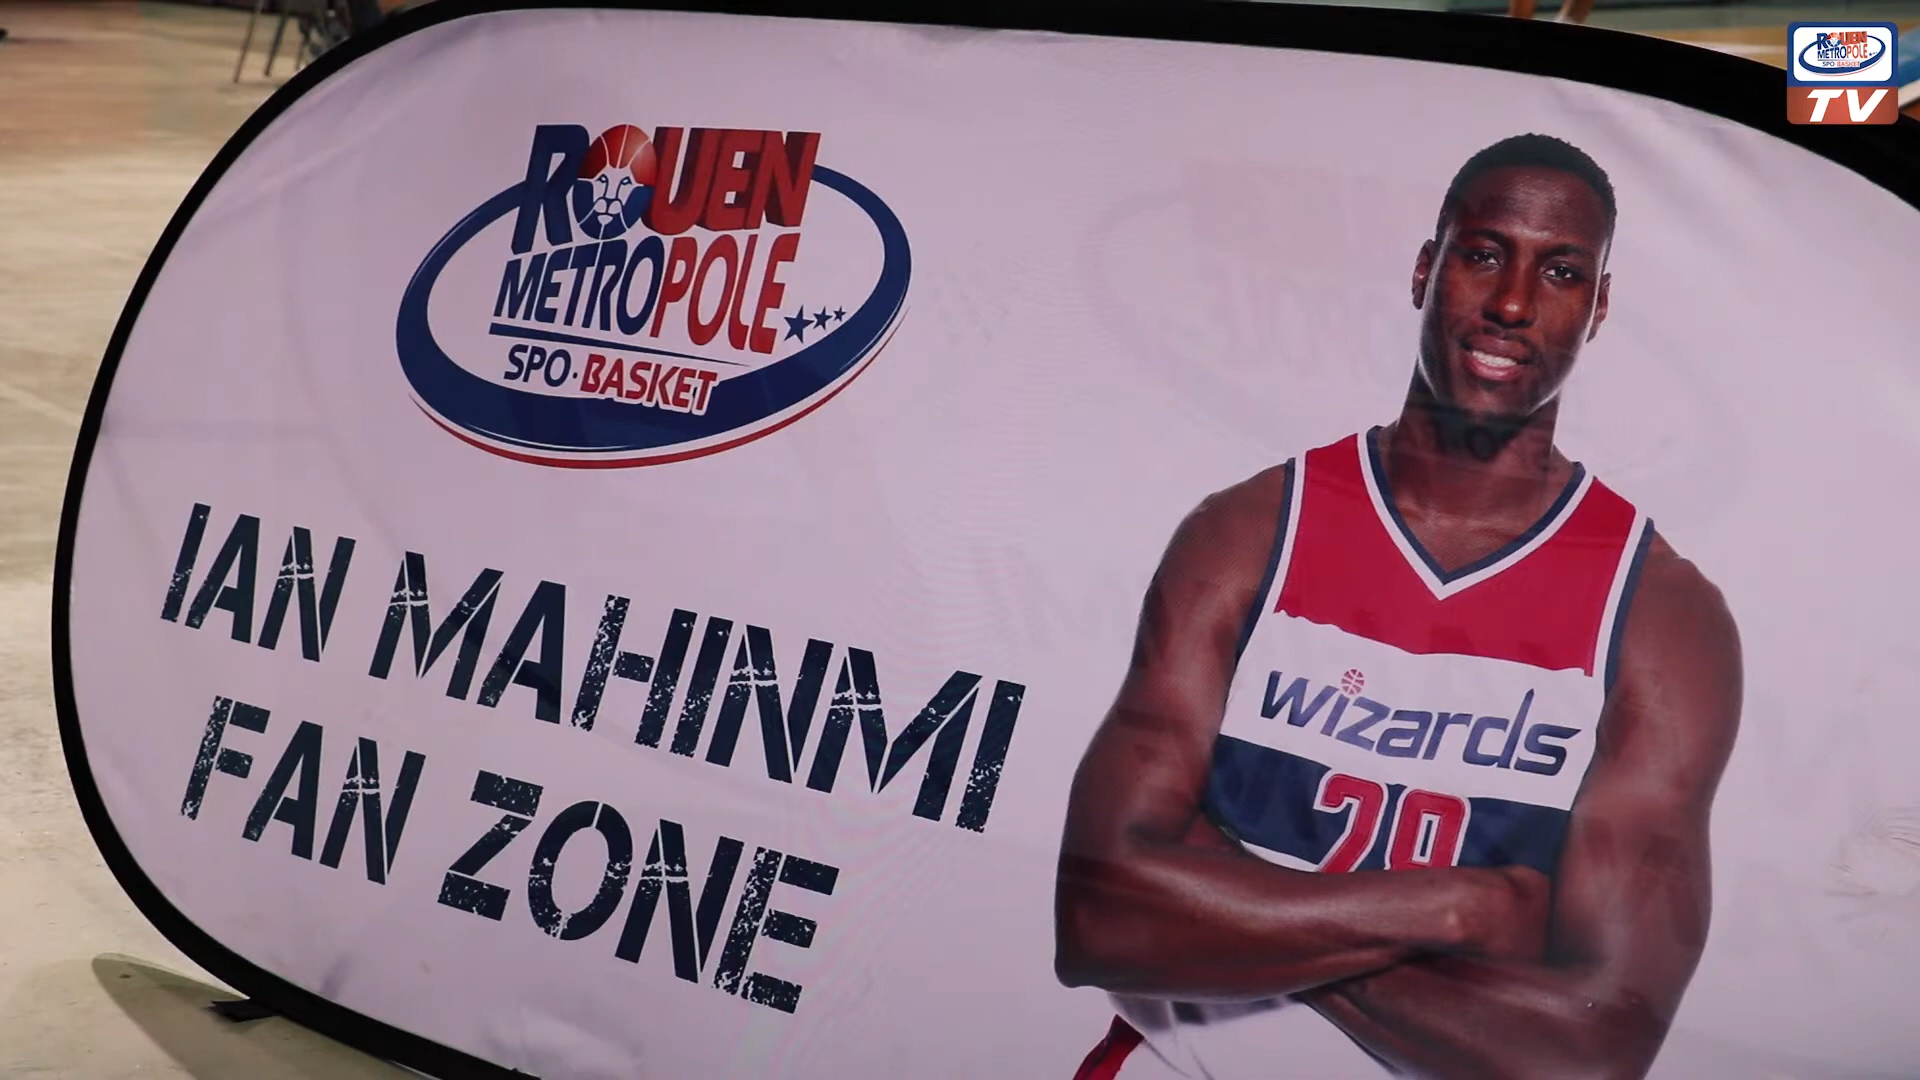 ROUEN
METROPOLE
SPO·BASKET
IAN MAHINMI
FAN ZONE
wizards
28
ROUEN
METROPOLE
SPO BASKET
TV